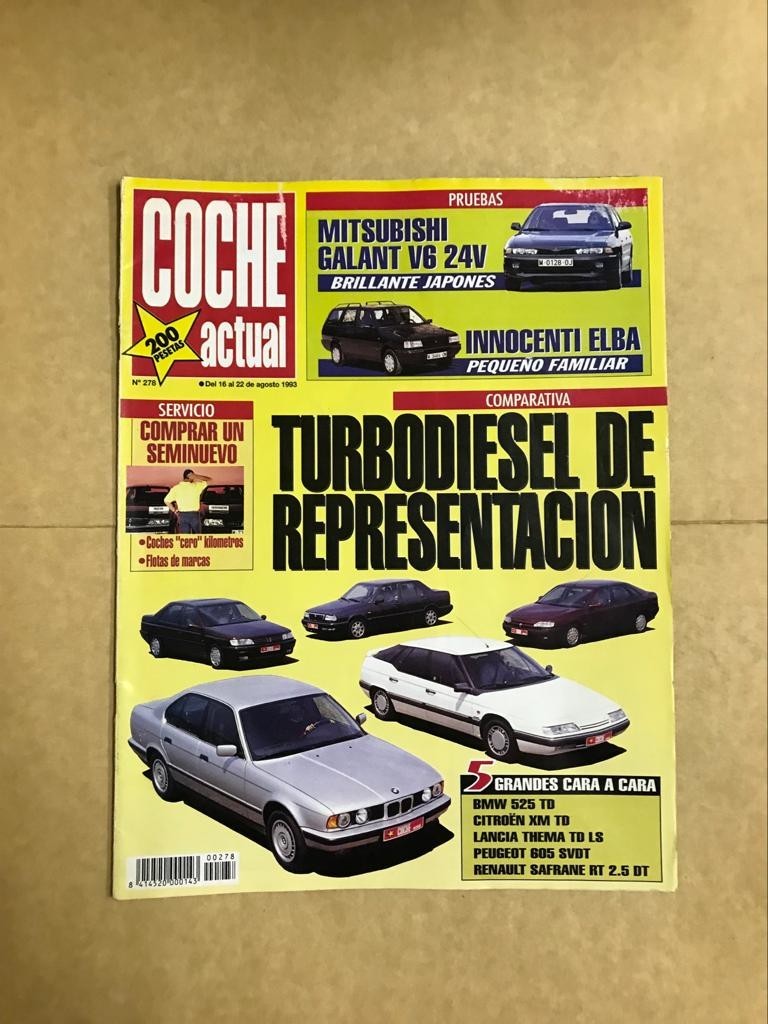 COCHE
actual
200
PESETAS
Nº 278
● Del 16 al 22 de agosto 1993
PRUEBAS
MITSUBISHI
GALANT V6 24V
BRILLANTE JAPONES
M-0128-OJ
INNOCENTI ELBA
PEQUEÑO FAMILIAR
SERVICIO
COMPRAR UN
SEMINUEVO
● Coches "cero" kilometros
● Flotas de marcas
COMPARATIVA
TURBODIESEL DE
REPRESENTACION
COCHE
5 GRANDES CARA A CARA
BMW 525 TD
CITROËN XM TD
LANCIA THEMA TD LS
PEUGEOT 605 SVDT
RENAULT SAFRANE RT 2.5 DT
00278
8 414520 000143